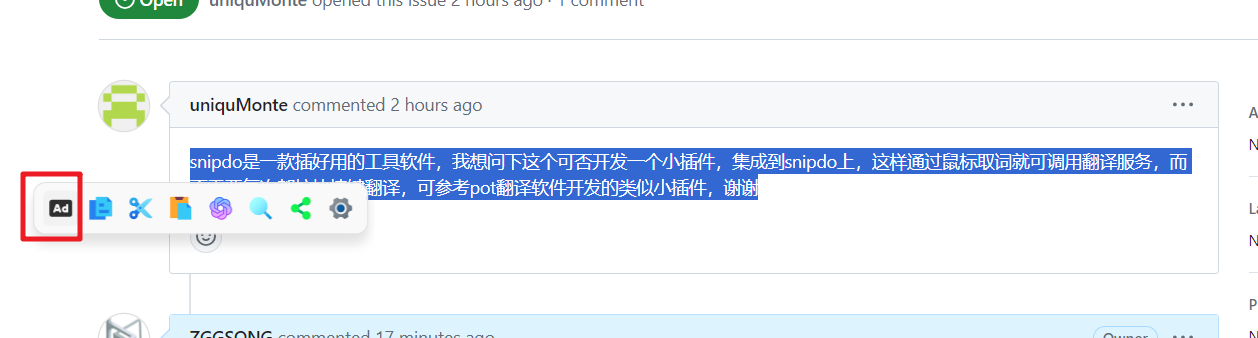 Open uniquMonte opened this issue 2 hours ago · 1 comment
uniquMonte commented 2 hours ago
snipdo是一款插好用的工具软件，我想问下这个可否开发一个小插件，集成到snipdo上，这样通过鼠标取词就可调用翻译服务，而
翻译，可参考pot翻译软件开发的类似小插件，谢谢
Ad
ZGGSONG commented 17 minutes ago
Owner